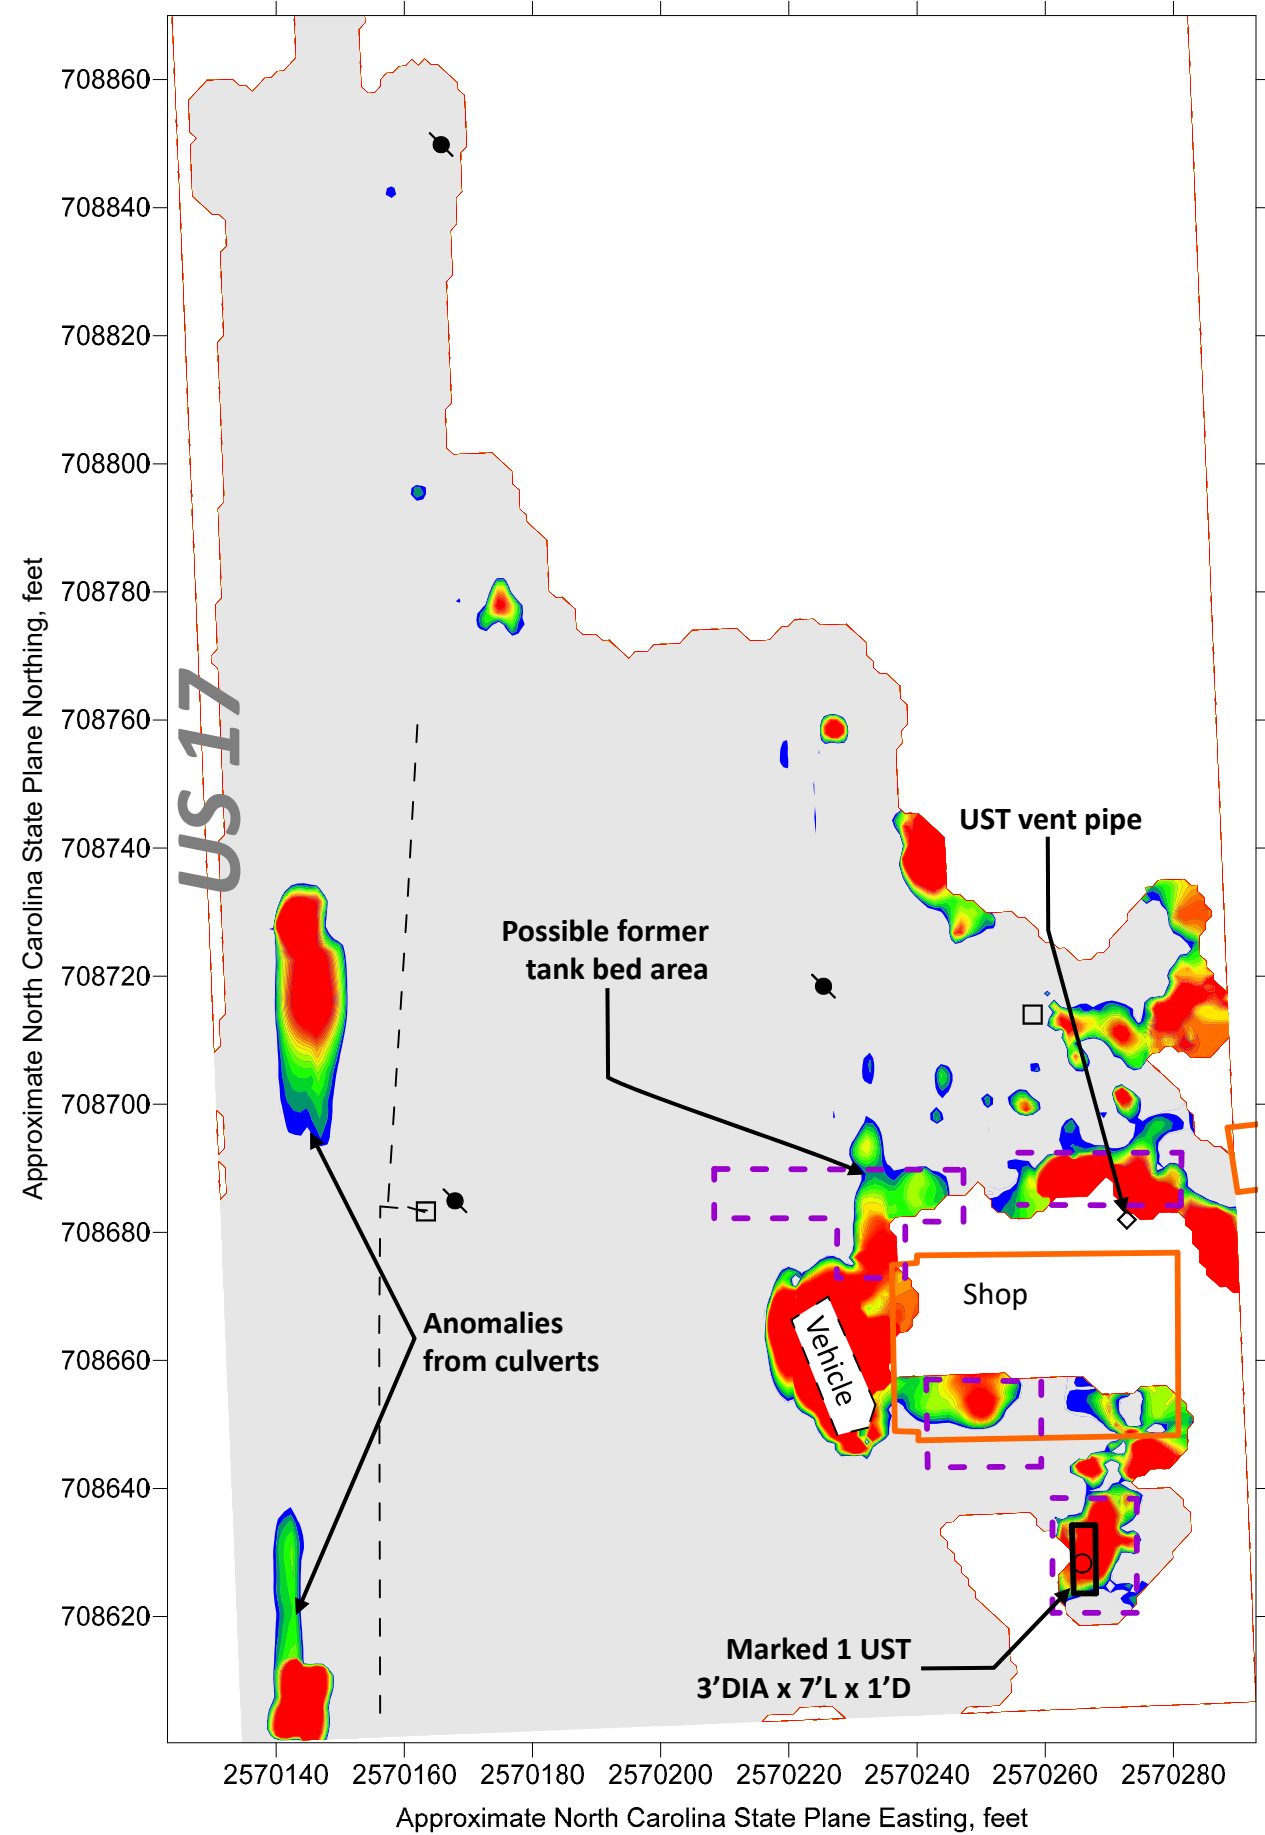 708860
708840
708820
708800
708780
708760
708740
708720
708700
708680
708660
708640
708620
Approximate North Carolina State Plane Northing, feet
US 17
UST vent pipe
Possible former
tank bed area
Shop
Vehicle
Anomalies
from culverts
Marked 1 UST
3’DIA x 7’L x 1’D
2570140
2570160
2570180
2570200
2570220
2570240
2570260
2570280
Approximate North Carolina State Plane Easting, feet